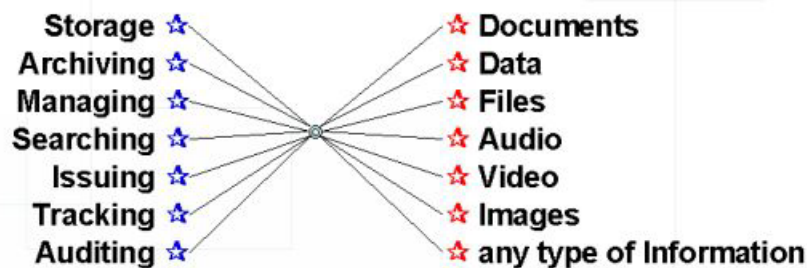 Storage
Archiving
Managing
Searching
Issuing
Tracking
Auditing
Documents
Data
Files
Audio
Video
Images
any type of Information